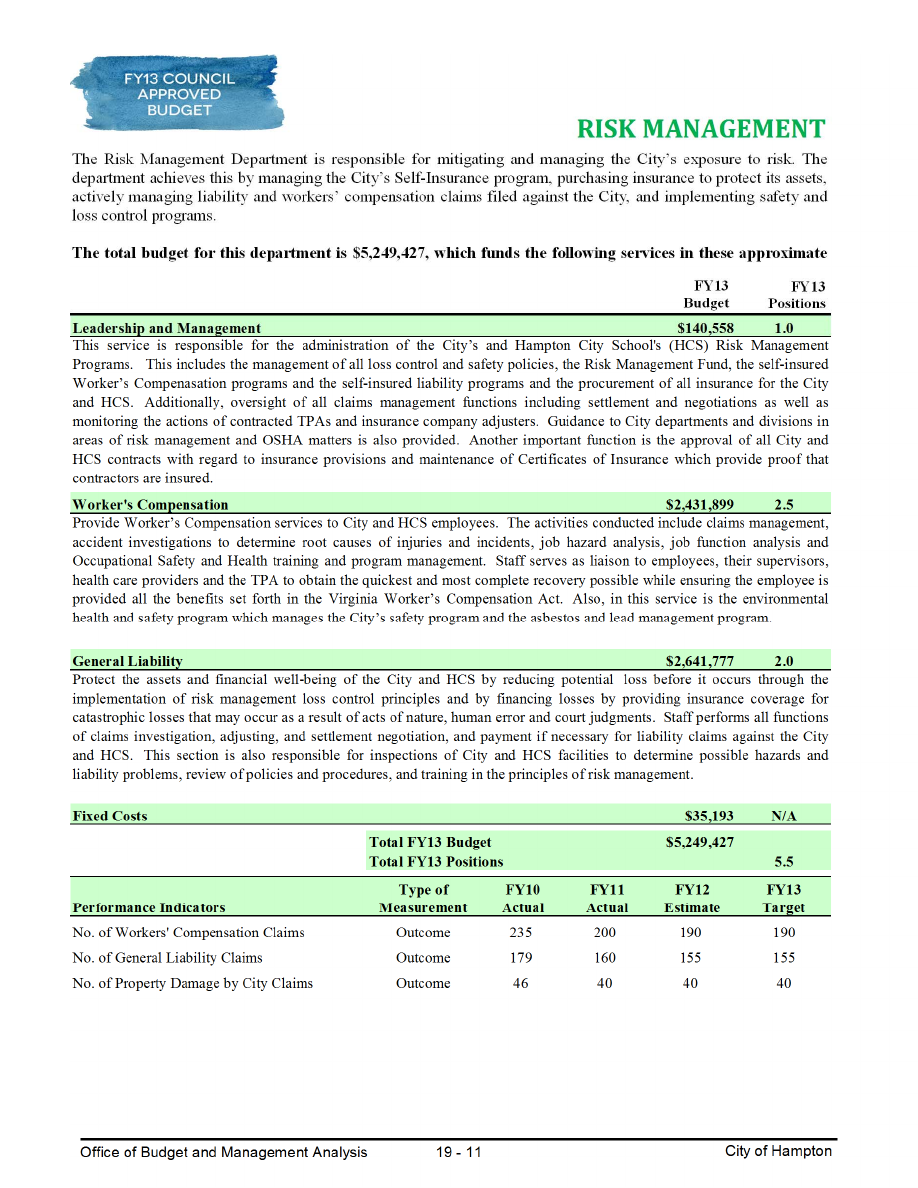 FY13 COUNCIL
APPROVED
BUDGET
RISK MANAGEMENT
The Risk Management Department is responsible for mitigating and managing the City's exposure to risk. The
department achieves this by managing the City's Self-Insurance program, purchasing insurance to protect its assets,
actively managing liability and workers' compensation claims filed against the City, and implementing safety and
loss control programs.
The total budget for this department is $5,249,427, which funds the following services in these approximate
FY13 FY13
Budget Positions
Leadership and Management $140,558 1.0
This service is responsible for the administration of the City's and Hampton City School's (HCS) Risk Management
Programs. This includes the management of all loss control and safety policies, the Risk Management Fund, the self-insured
Worker's Compenasation programs and the self-insured liability programs and the procurement of all insurance for the City
and HCS. Additionally, oversight of all claims management functions including settlement and negotiations as well as
monitoring the actions of contracted TPAs and insurance company adjusters. Guidance to City departments and divisions in
areas of risk management and OSHA matters is also provided. Another important function is the approval of all City and
HCS contracts with regard to insurance provisions and maintenance of Certificates of Insurance which provide proof that
contractors are insured.
Worker's Compensation $2,431,899 2.5
Provide Worker's Compensation services to City and HCS employees. The activities conducted include claims management,
accident investigations to determine root causes of injuries and incidents, job hazard analysis, job function analysis and
Occupational Safety and Health training and program management. Staff serves as liaison to employees, their supervisors,
health care providers and the TPA to obtain the quickest and most complete recovery possible while ensuring the employee is
provided all the benefits set forth in the Virginia Worker's Compensation Act. Also, in this service is the environmental
health and safety program which manages the City's safety program and the asbestos and lead management program.
General Liability $2,641,777 2.0
Protect the assets and financial well-being of the City and HCS by reducing potential loss before it occurs through the
implementation of risk management loss control principles and by financing losses by providing insurance coverage for
catastrophic losses that may occur as a result of acts of nature, human error and court judgments. Staff performs all functions
of claims investigation, adjusting, and settlement negotiation, and payment if necessary for liability claims against the City
and HCS. This section is also responsible for inspections of City and HCS facilities to determine possible hazards and
liability problems, review of policies and procedures, and training in the principles of risk management.
Fixed Costs $35,193 N/A
Total FY13 Budget $5,249,427
Total FY13 Positions 5.5
Type of FY10 FY11 FY12 FY13
Performance Indicators Measurement Actual Actual Estimate Target
No. of Workers' Compensation Claims Outcome 235 200 190 190
No. of General Liability Claims Outcome 179 160 155 155
No. of Property Damage by City Claims Outcome 46 40 40 40
Office of Budget and Management Analysis 19 - 11 City of Hampton